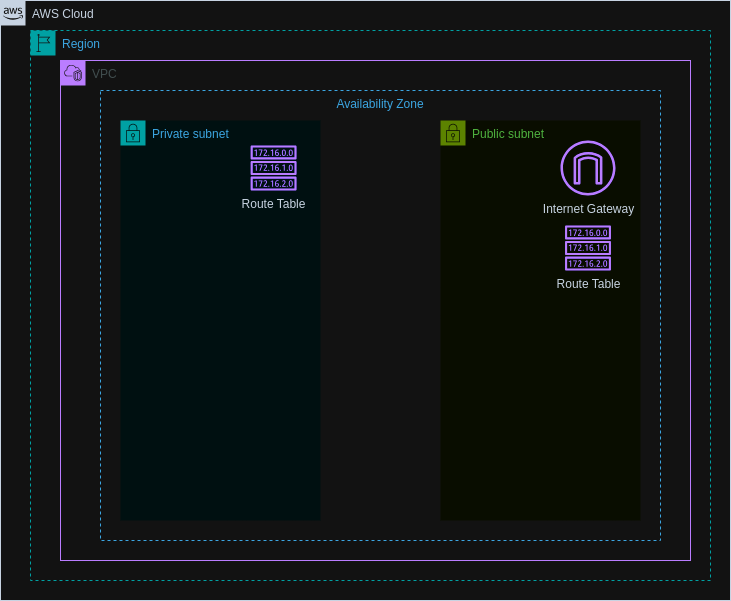 aws
AWS Cloud
Region
VPC
Availability Zone
Private subnet
172.16.0.0
172.16.1.0
172.16.2.0
Route Table
Public subnet
Internet Gateway
172.16.0.0
172.16.1.0
172.16.2.0
Route Table